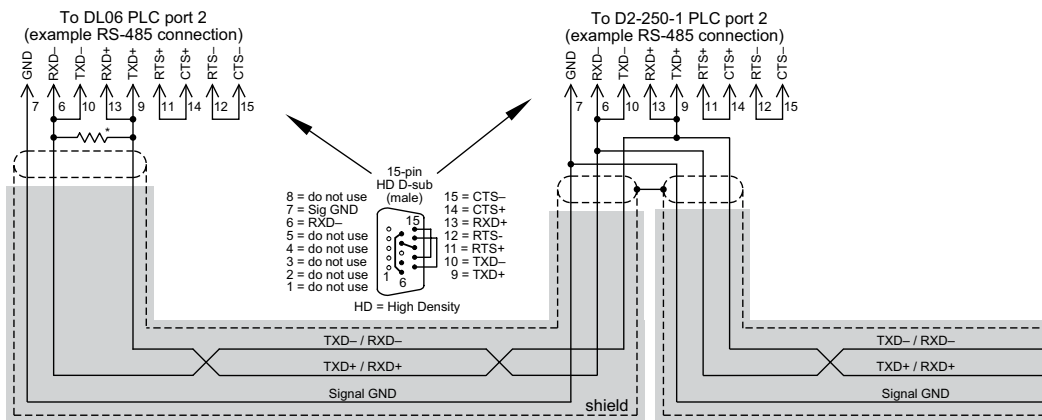 To DL06 PLC port 2
(example RS-485 connection)
GND
RXD–
TXD–
RXD+
TXD+
RTS+
CTS+
RTS–
CTS–
7 6 10 13 9 11 14 12 15
*
To D2-250-1 PLC port 2
(example RS-485 connection)
GND
RXD–
TXD–
RXD+
TXD+
RTS+
CTS+
RTS–
CTS–
7 6 10 13 9 11 14 12 15
15-pin
HD D-sub
(male)
8 = do not use
7 = Sig GND
6 = RXD–
5 = do not use
4 = do not use
3 = do not use
2 = do not use
1 = do not use
15
1
6
15 = CTS–
14 = CTS+
13 = RXD+
12 = RTS-
11 = RTS+
10 = TXD–
9 = TXD+
HD = High Density
TXD– / RXD–
TXD+ / RXD+
Signal GND
shield
TXD– / RXD–
TXD+ / RXD+
Signal GND